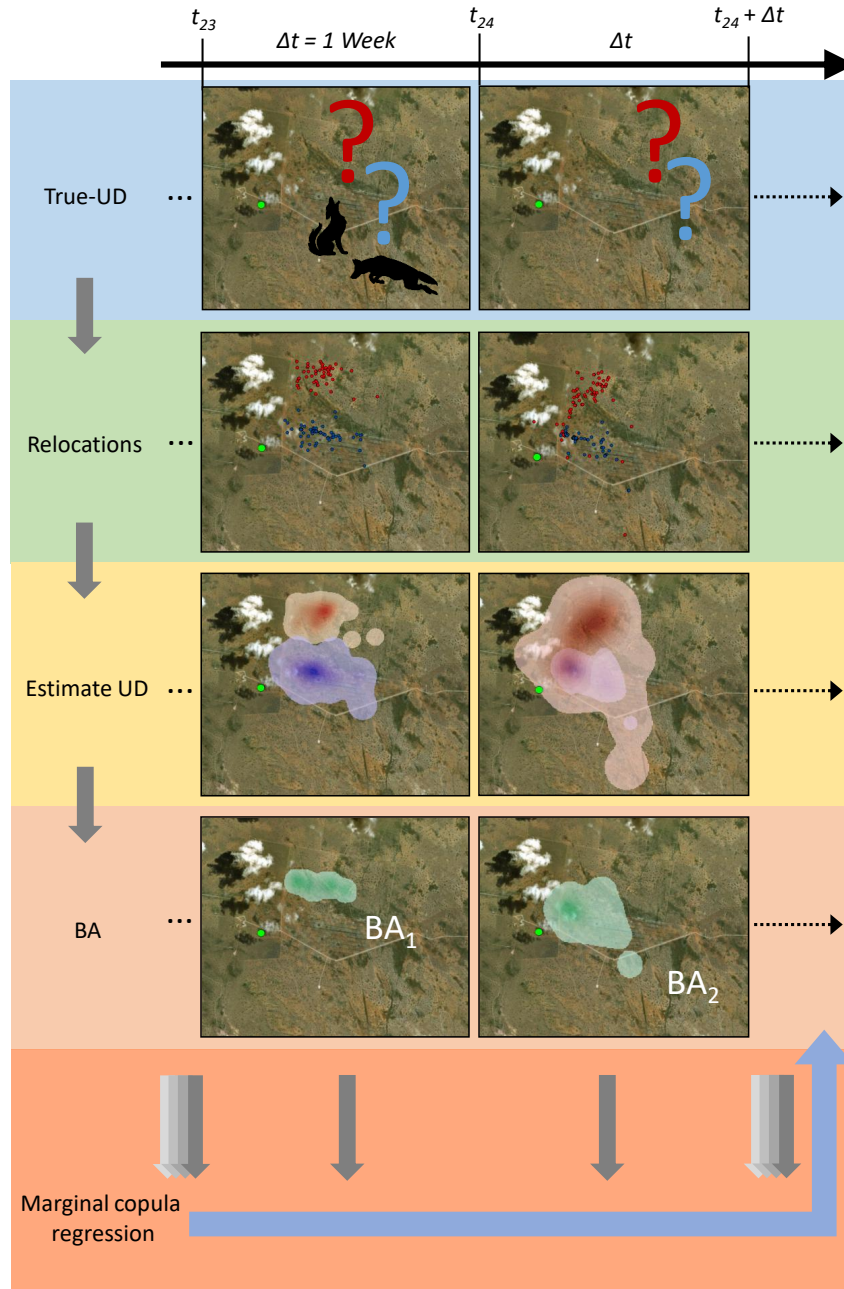 t₂₃
Δt = 1 Week
t₂₄
Δt
t₂₄ + Δt
True-UD
...
?
?
?
?
Relocations
...
Estimate UD
...
BA
...
BA₁
BA₂
Marginal copula
regression